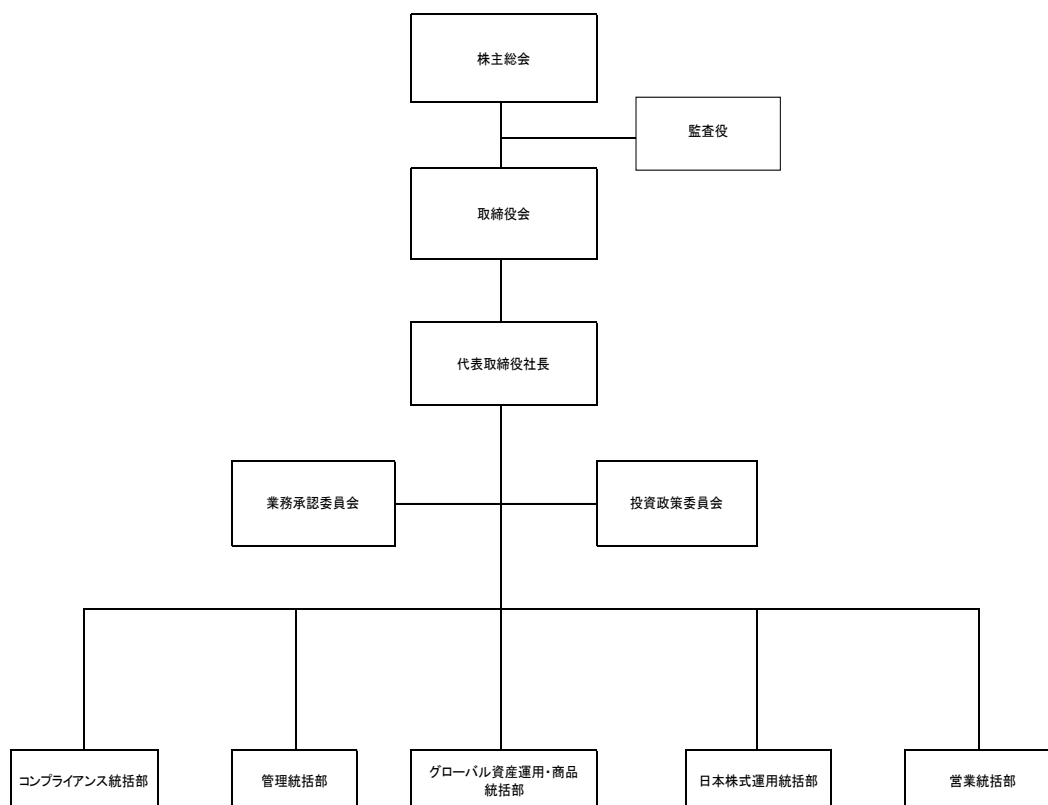 株主総会
監査役
取締役会
代表取締役社長
業務承認委員会
投資政策委員会
コンプライアンス統括部
管理統括部
グローバル資産運用・商品
統括部
日本株式運用統括部
営業統括部